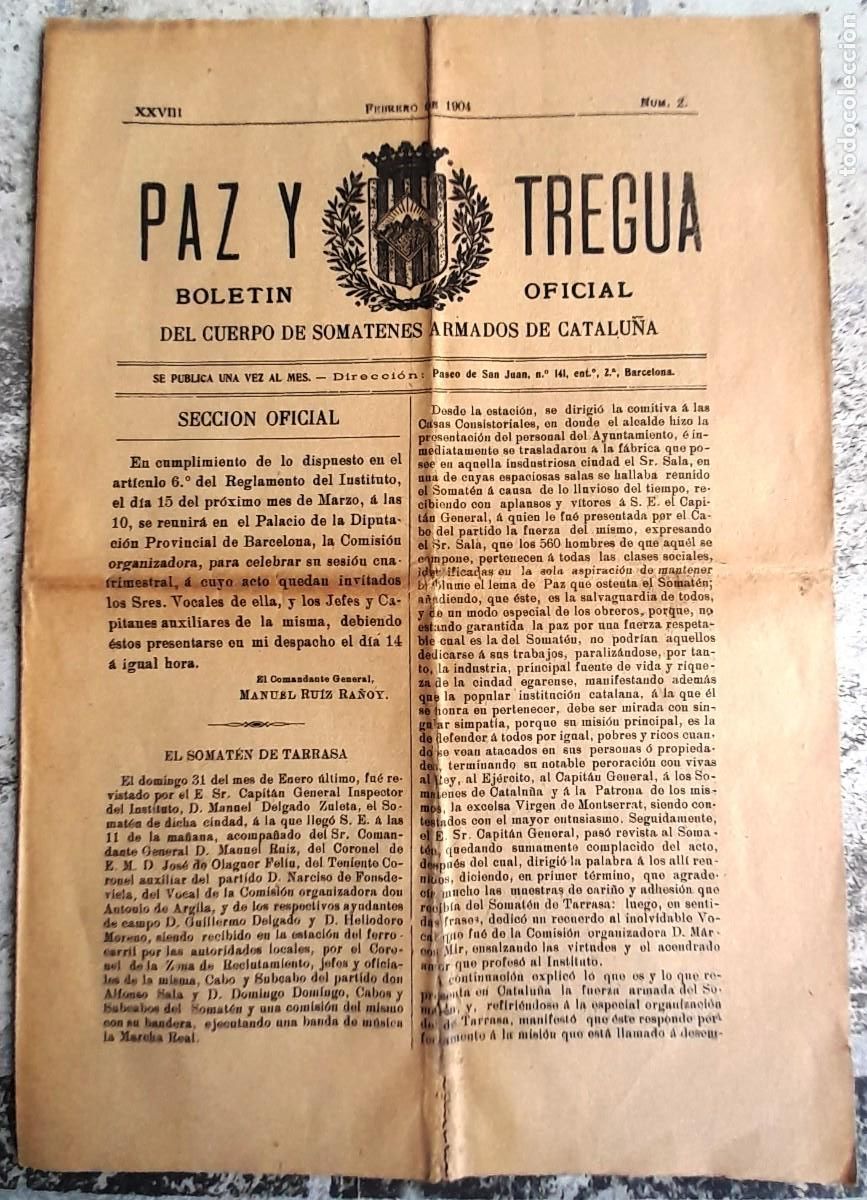 XXVIII
FEBRERO DE 1904
NUM. 2.
PAZ Y TREGUA
BOLETIN OFICIAL
DEL CUERPO DE SOMATENES ARMADOS DE CATALUÑA
SE PUBLICA UNA VEZ AL MES. — Dirección: Paseo de San Juan, n.º 141, ent.º, 2.ª, Barcelona.
SECCION OFICIAL
En cumplimiento de lo dispuesto en el
artículo 6.º del Reglamento del Instituto,
el día 15 del próximo mes de Marzo, á las
10, se reunirá en el Palacio de la Diputa-
ción Provincial de Barcelona, la Comisión
organizadora, para celebrar su sesión cua-
trimestral, á cuyo acto quedan invitados
los Sres. Vocales de ella, y los Jefes y Ca-
pitanes auxiliares de la misma, debiendo
éstos presentarse en mi despacho el día 14
á igual hora.
El Comandante General,
MANUEL RUÍZ RAÑOY.
EL SOMATÉN DE TARRASA
El domingo 31 del mes de Enero último, fué re-
vistado por el E. Sr. Capitán General Inspector
del Instituto, D. Manuel Delgado Zuleta, el So-
matén de dicha ciudad, á la que llegó S. E. á las
11 de la mañana, acompañado del Sr. Coman-
dante General D. Manuel Ruiz, del Coronel de
E. M. D. José de Olaguer Feliu, del Teniente Co-
ronel auxiliar del partido D. Narciso de Fonsde-
viela, del Vocal de la Comisión organizadora don
Antonio de Argila, y de los respectivos ayudantes
de campo D. Guillermo Delgado y D. Heliodoro
Moreno, siendo recibido en la estación del ferro-
carril por las autoridades locales, por el Coro-
nel de la Zona de Reclutamiento, jefes y oficia-
les de la misma, Cabo y Subcabo del partido don
Alfonso Sala y D. Domingo Domingo, Cabos y
Subcabos del Somatén y una comisión del mismo
con su bandera, ejecutando una banda de música
la Marcha Real.
Desde la estación, se dirigió la comitiva á las
Casas Consistoriales, en donde el alcalde hizo la
presentación del personal del Ayuntamiento, é in-
mediatamente se trasladarou á la fábrica que po-
see en aquella insdustriosa ciudad el Sr. Sala, en
una de cuyas espaciosas salas se hallaba reunido
el Somatén á causa de lo lluvioso del tiempo, re-
cibiendo con aplansos y vítores á S. E. el Capi-
tán General, á quien le fué presentada por el Ca-
bo del partido la fuerza del mismo, expresando
el Sr. Sala, que los 560 hombres de que aquél se
compone, pertenecen á todas las clases sociales,
identificadas en la sola aspiración de mantener
incólume el lema de Paz que ostenta el Somatén;
añadiendo, que éste, es la salvaguardia de todos,
y de un modo especial de los obreros, porque, no
estando garantida la paz por una fuerza respeta-
ble cual es la del Somatén, no podrían aquellos
dedicarse á sus trabajos, paralizándose, por tan-
to, la industria, principal fuente de vida y rique-
za de la ciudad egarense, manifestando además
que la popular institución catalana, á la que él
se honra en pertenecer, debe ser mirada con sin-
gular simpatía, porque su misión principal, es la
de defender á todos por igual, pobres y ricos cuan-
do se vean atacados en sus personas ó propieda-
des, terminando su notable peroración con vivas
al Rey, al Ejército, al Capitán General, á los So-
matenes de Cataluña y á la Patrona de los mis-
mos, la excelsa Virgen de Montserrat, siendo con-
testados con el mayor entusiasmo. Seguidamente,
el E. Sr. Capitán General, pasó revista al Soma-
tén, quedando sumamente complacido del acto,
después del cual, dirigió la palabra á los allí reu-
nidos, diciendo, en primer término, que agrade-
cía mucho las muestras de cariño y adhesión que
recibía del Somatén de Tarrasa: luego, en senti-
das frases, dedicó un recuerdo al inolvidable Vo-
cal que fué de la Comisión organizadora D. Már-
cos Mir, ensalzando las virtudes y el acendrado
amor que profesó al Instituto.
A continuación explicó lo que es y lo que re-
presenta en Cataluña la fuerza armada del So-
matén, y, refiriéndose á la especial organización
del de Tarrasa, manifestó que éste responde per-
fectamente á la misión que está llamado á desem-
todocoleccion